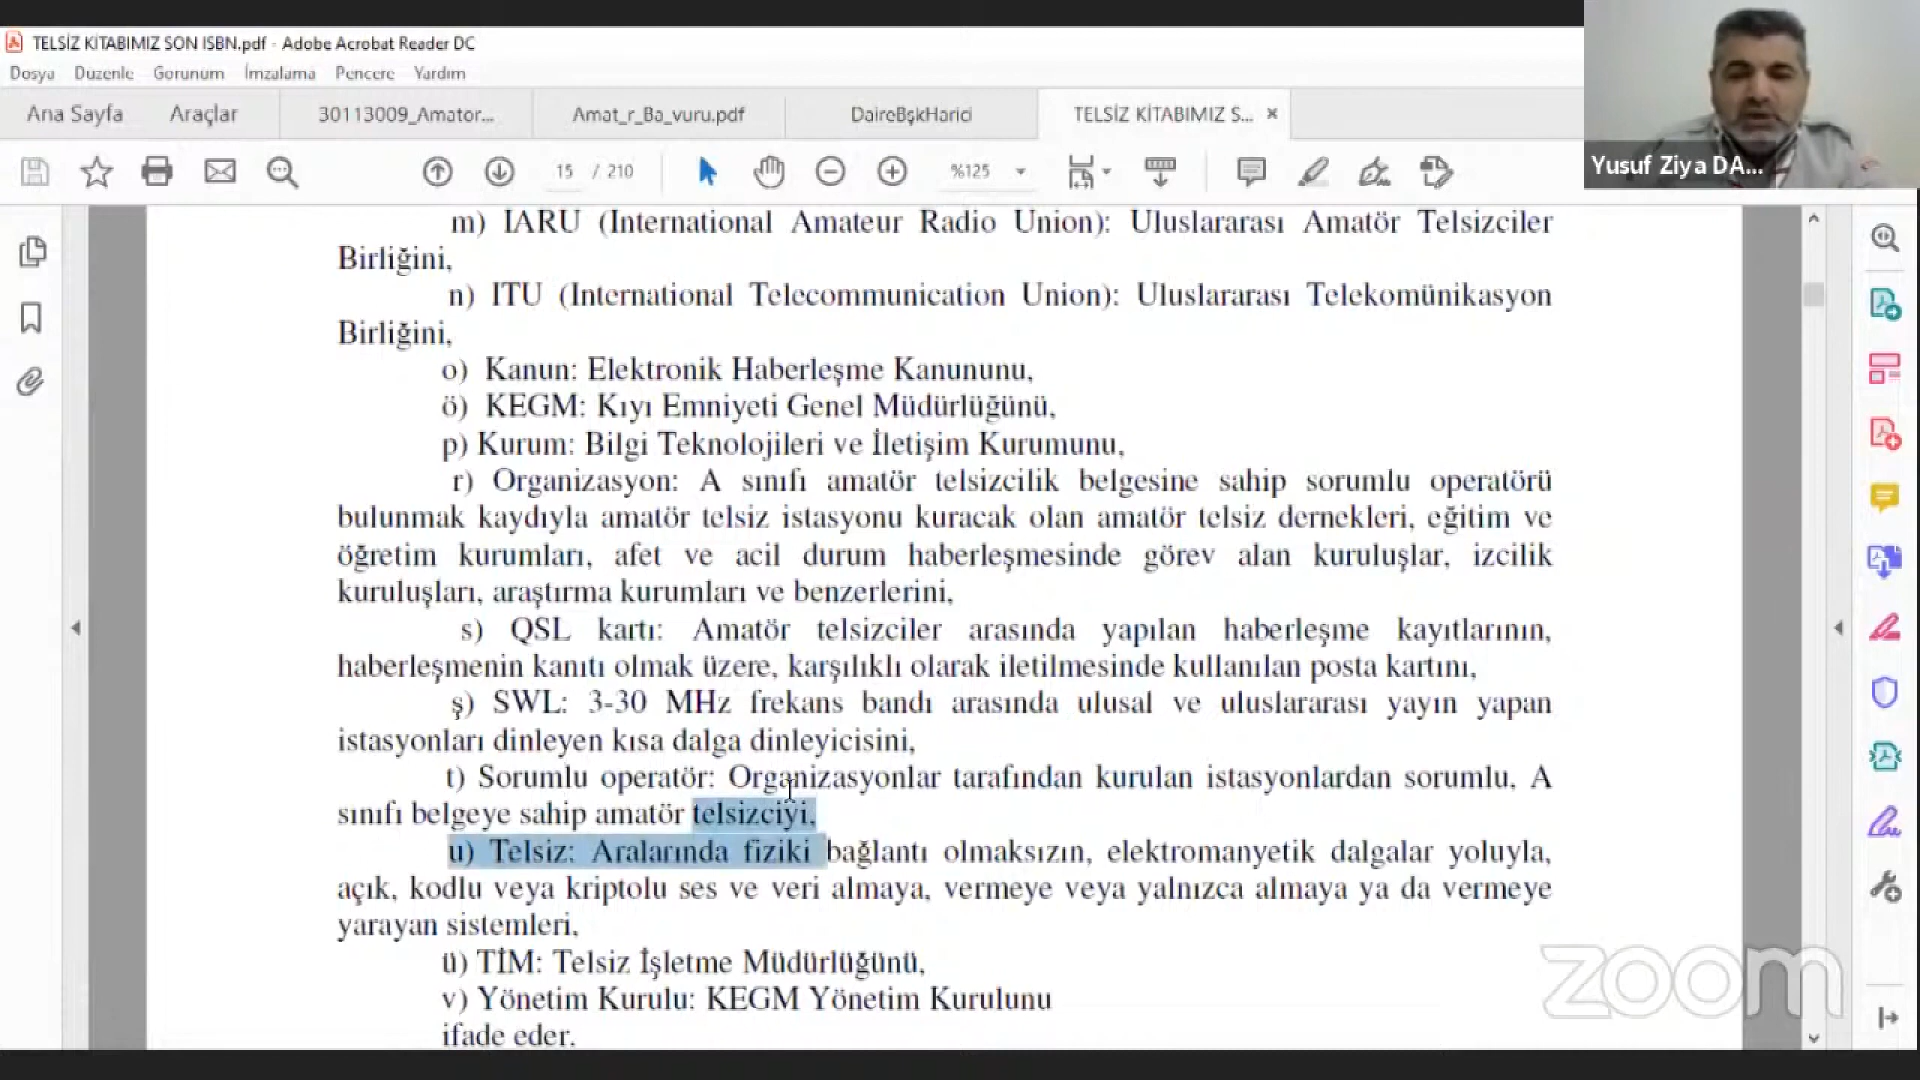 TELSİZ KİTABIMIZ SON ISBN.pdf - Adobe Acrobat Reader DC
Dosya Düzenle Görünüm İmzalama Pencere Yardım
Ana Sayfa Araçlar 30113009_Amator... Amat_r_Ba_vuru.pdf DaireBşkHarici TELSİZ KİTABIMIZ S... ×
15 / 210 %125
Yusuf Ziya DA...
m) IARU (International Amateur Radio Union): Uluslararası Amatör Telsizciler
Birliğini,
n) ITU (International Telecommunication Union): Uluslararası Telekomünikasyon
Birliğini,
o) Kanun: Elektronik Haberleşme Kanununu,
ö) KEGM: Kıyı Emniyeti Genel Müdürlüğünü,
p) Kurum: Bilgi Teknolojileri ve İletişim Kurumunu,
r) Organizasyon: A sınıfı amatör telsizcilik belgesine sahip sorumlu operatörü
bulunmak kaydıyla amatör telsiz istasyonu kuracak olan amatör telsiz dernekleri, eğitim ve
öğretim kurumları, afet ve acil durum haberleşmesinde görev alan kuruluşlar, izcilik
kuruluşları, araştırma kurumları ve benzerlerini,
s) QSL kartı: Amatör telsizciler arasında yapılan haberleşme kayıtlarının,
haberleşmenin kanıtı olmak üzere, karşılıklı olarak iletilmesinde kullanılan posta kartını,
ş) SWL: 3-30 MHz frekans bandı arasında ulusal ve uluslararası yayın yapan
istasyonları dinleyen kısa dalga dinleyicisini,
t) Sorumlu operatör: Organizasyonlar tarafından kurulan istasyonlardan sorumlu, A
sınıfı belgeye sahip amatör telsizciyi,
u) Telsiz: Aralarında fiziki bağlantı olmaksızın, elektromanyetik dalgalar yoluyla,
açık, kodlu veya kriptolu ses ve veri almaya, vermeye veya yalnızca almaya ya da vermeye
yarayan sistemleri,
ü) TİM: Telsiz İşletme Müdürlüğünü,
v) Yönetim Kurulu: KEGM Yönetim Kurulunu
ifade eder.
zoom